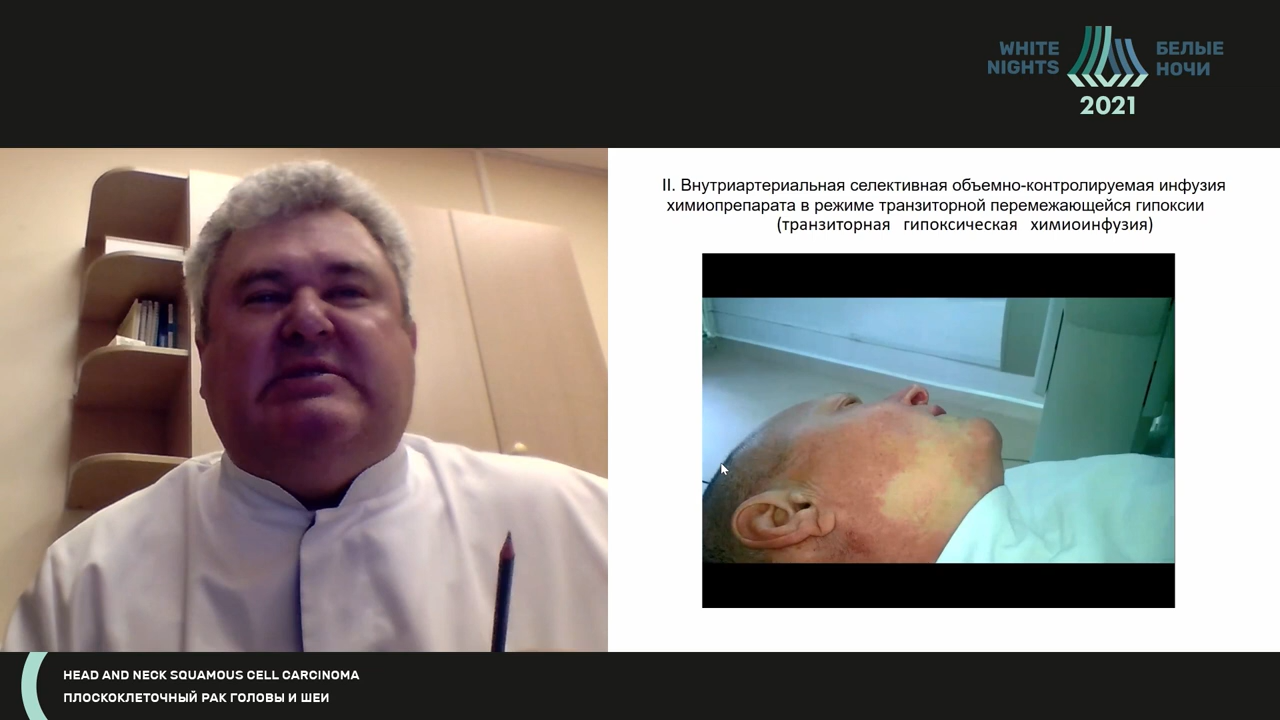 WHITE
NIGHTS
БЕЛЫЕ
НОЧИ
2021
II. Внутриартериальная селективная объемно-контролируемая инфузия
химиопрепарата в режиме транзиторной перемежающейся гипоксии
(транзиторная гипоксическая химиоинфузия)
HEAD AND NECK SQUAMOUS CELL CARCINOMA
ПЛОСКОКЛЕТОЧНЫЙ РАК ГОЛОВЫ И ШЕИ